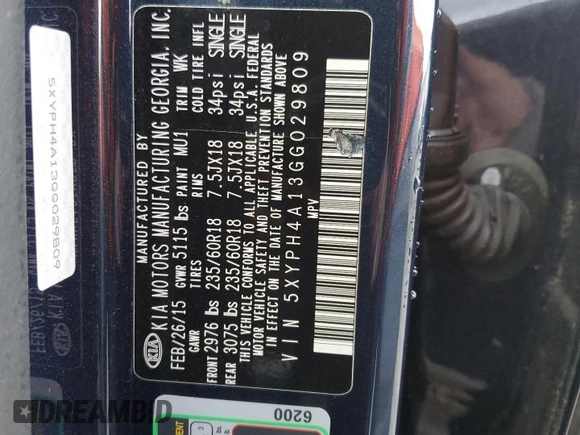 MANUFACTURED BY
KIA KIA MOTORS MANUFACTURING GEORGIA, INC.
FEB/26/15 GVWR 5115 lbs PAINT MU1 TRIM WK
GAWR TIRES RIMS COLD TIRE INFL
FRONT 2976 lbs 235/60R18 7.5JX18 34psi SINGLE
REAR 3075 lbs 235/60R18 7.5JX18 34psi SINGLE
THIS VEHICLE CONFORMS TO ALL APPLICABLE U.S.A. FEDERAL
MOTOR VEHICLE SAFETY AND THEFT PREVENTION STANDARDS
IN EFFECT ON THE DATE OF MANUFACTURE SHOWN ABOVE
VIN 5XYPH4A13GG029809
MPV
5XYPH4A13GG029809
6200
DREAMBID